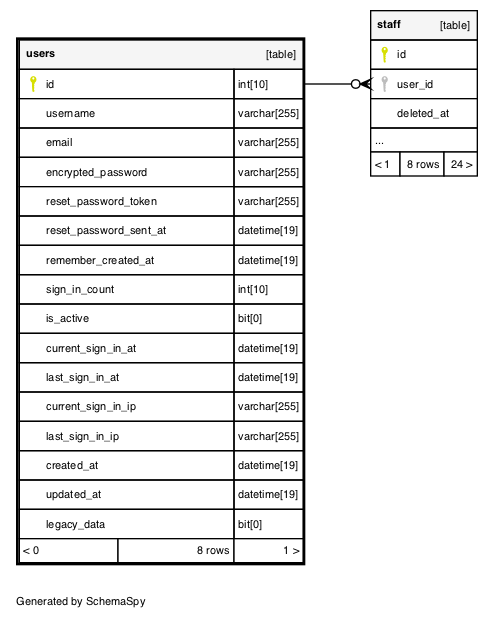 users [table]
id int[10]
username varchar[255]
email varchar[255]
encrypted_password varchar[255]
reset_password_token varchar[255]
reset_password_sent_at datetime[19]
remember_created_at datetime[19]
sign_in_count int[10]
is_active bit[0]
current_sign_in_at datetime[19]
last_sign_in_at datetime[19]
current_sign_in_ip varchar[255]
last_sign_in_ip varchar[255]
created_at datetime[19]
updated_at datetime[19]
legacy_data bit[0]
< 0 8 rows 1 >
staff [table]
id
user_id
deleted_at
...
< 1 8 rows 24 >
Generated by SchemaSpy